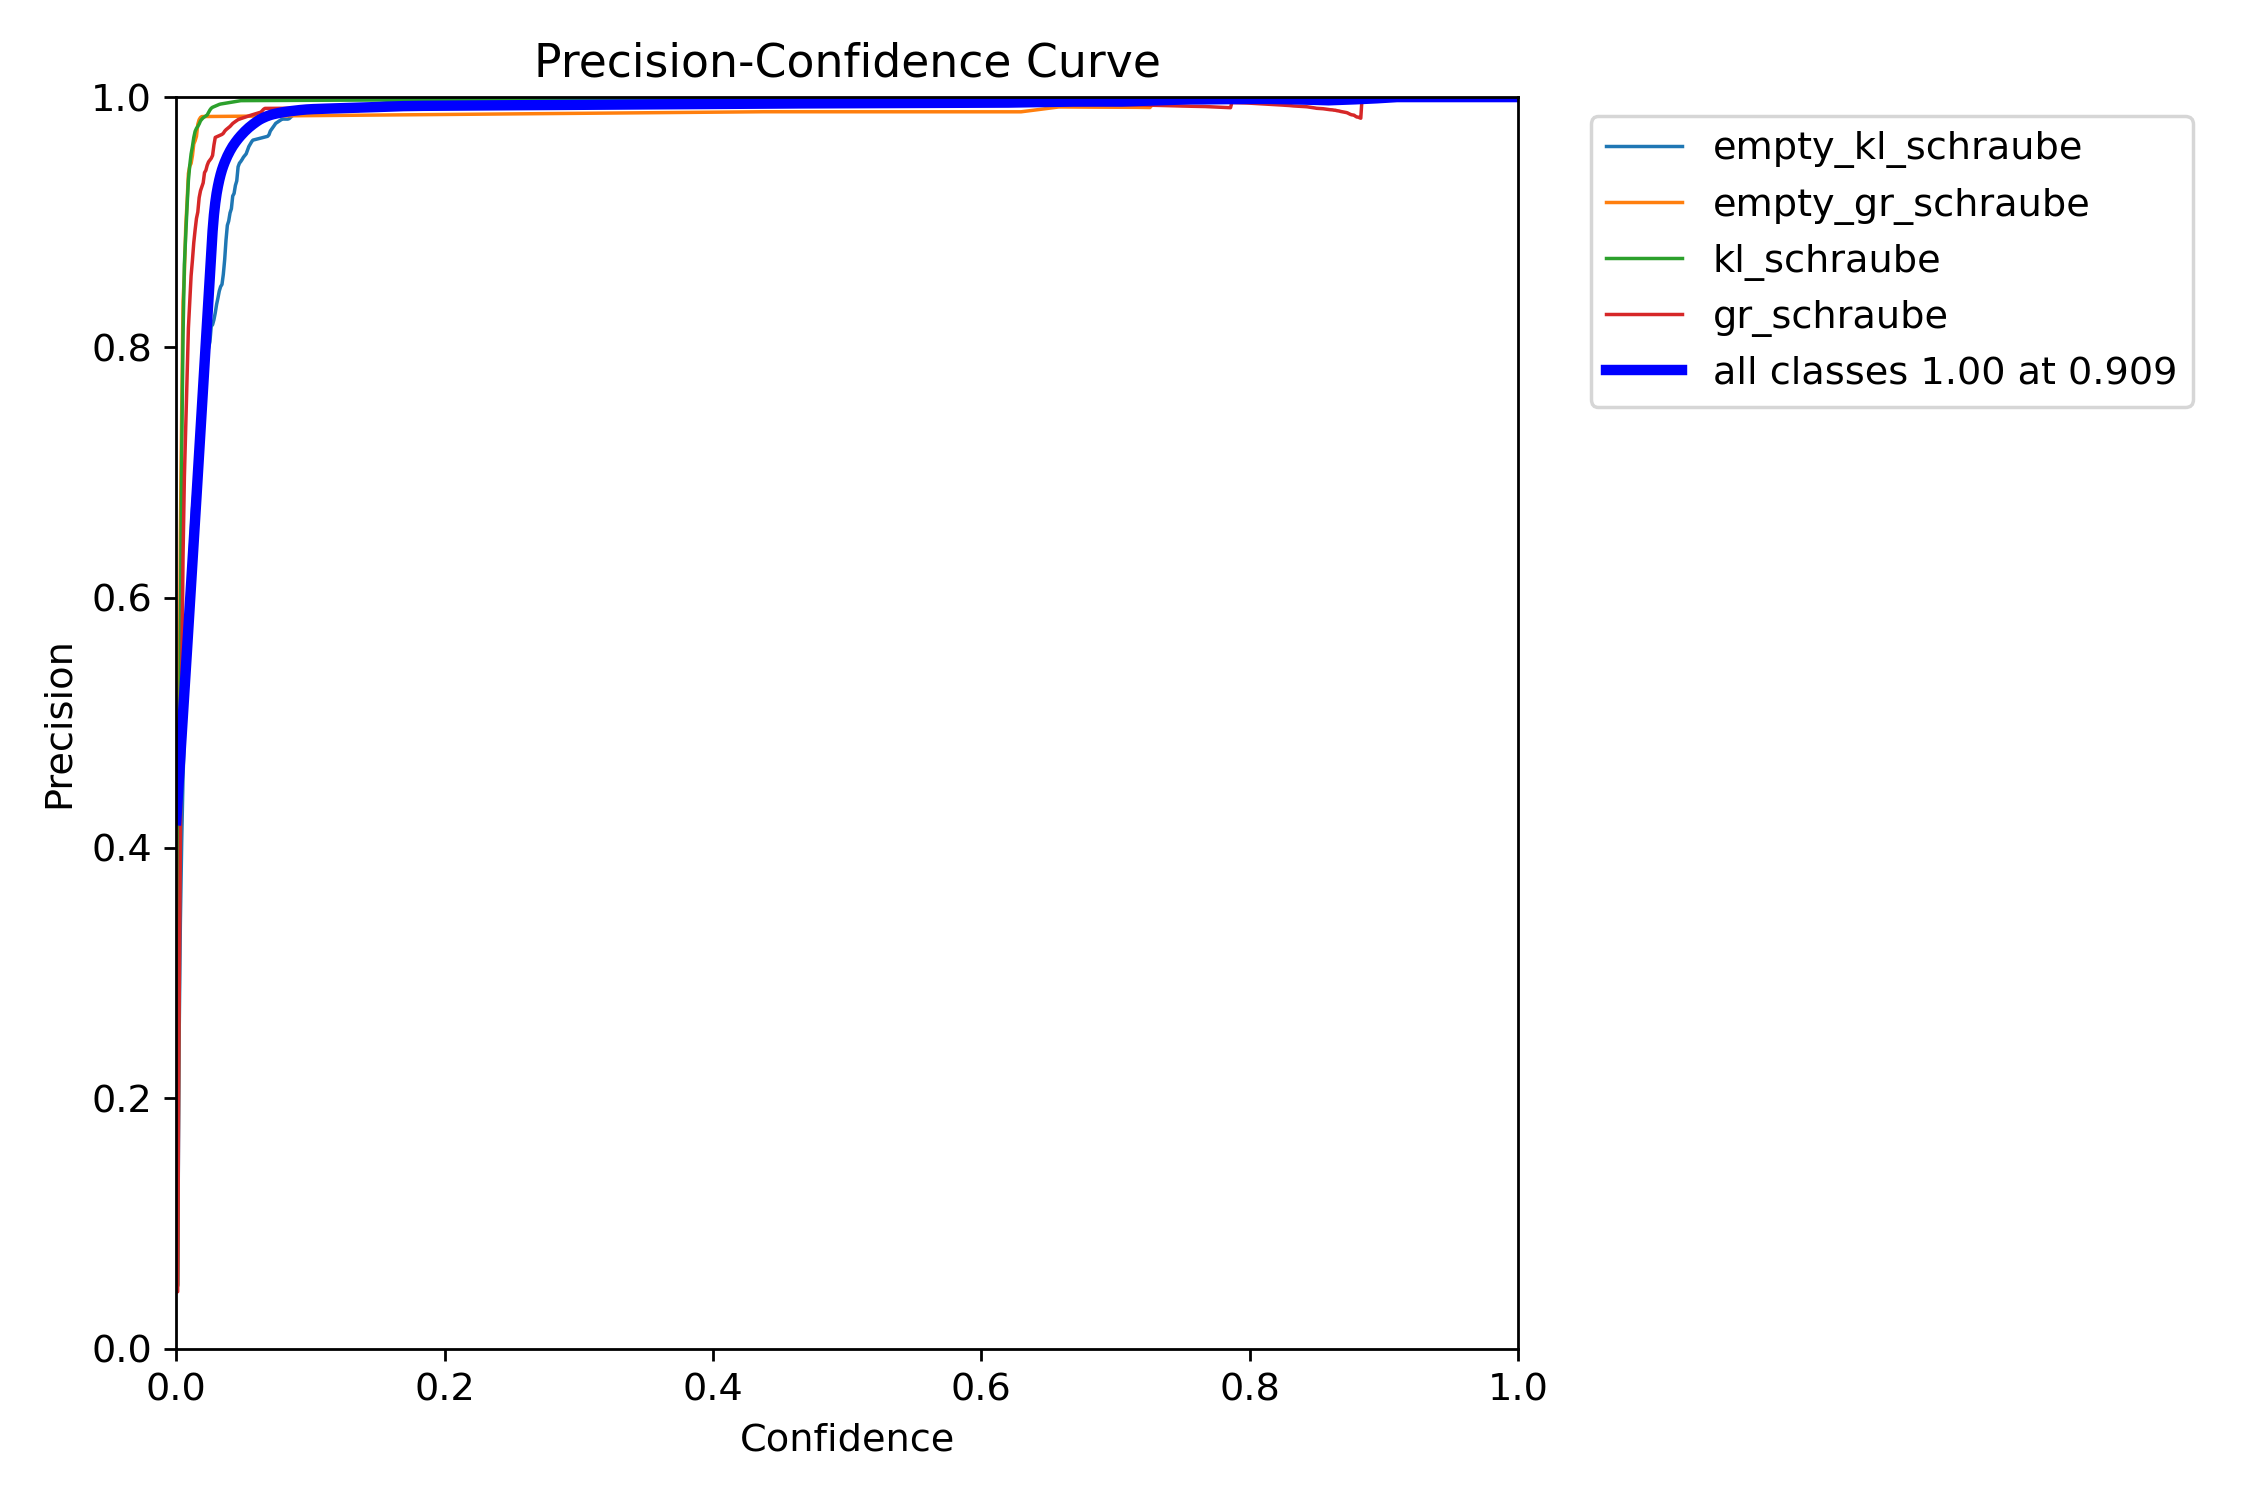 Precision-Confidence Curve
1.0
0.8
0.6
0.4
0.2
0.0
Precision
0.0 0.2 0.4 0.6 0.8 1.0
Confidence
empty_kl_schraube
empty_gr_schraube
kl_schraube
gr_schraube
all classes 1.00 at 0.909